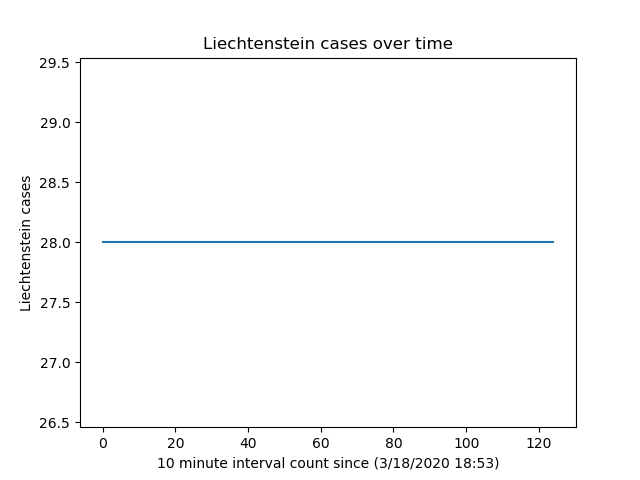 Liechtenstein cases over time
29.5
29.0
28.5
28.0
27.5
27.0
26.5
Liechtenstein cases
0 20 40 60 80 100 120
10 minute interval count since (3/18/2020 18:53)